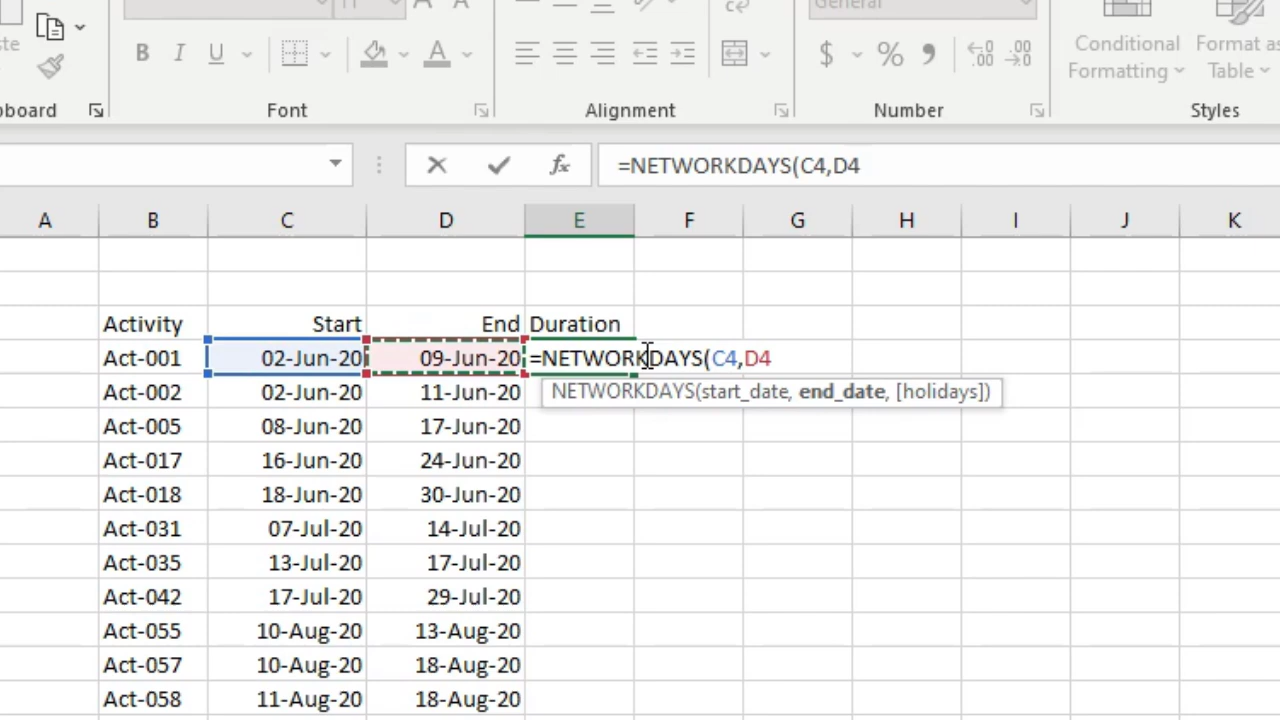 General
B I U A $ % , .00
te
Conditional Formatting Format as Table
board Font Alignment Number Styles
fx =NETWORKDAYS(C4,D4
A B C D E F G H I J K
Activity Start End Duration
Act-001 02-Jun-20 09-Jun-20 =NETWORKDAYS(C4,D4
NETWORKDAYS(start_date, end_date, [holidays])
Act-002 02-Jun-20 11-Jun-20
Act-005 08-Jun-20 17-Jun-20
Act-017 16-Jun-20 24-Jun-20
Act-018 18-Jun-20 30-Jun-20
Act-031 07-Jul-20 14-Jul-20
Act-035 13-Jul-20 17-Jul-20
Act-042 17-Jul-20 29-Jul-20
Act-055 10-Aug-20 13-Aug-20
Act-057 10-Aug-20 18-Aug-20
Act-058 11-Aug-20 18-Aug-20